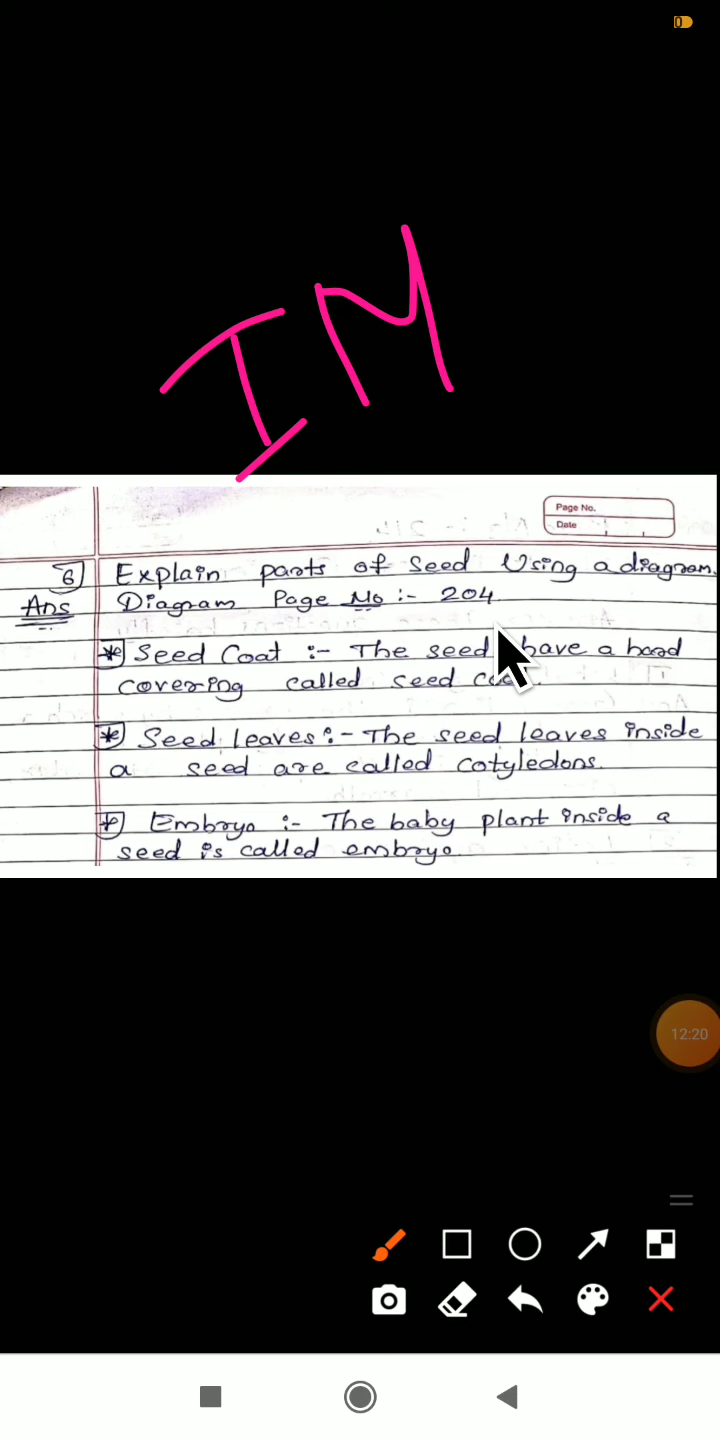 IM
Page No.
Date
6) Explain parts of Seed Using a diagram.
Ans Diagram Page No :- 204
* Seed Coat :- The seed have a hard
covering called seed
* Seed leaves :- The seed leaves inside
a seed are called cotyledons.
* Embryo :- The baby plant inside a
seed is called embryo
12:20